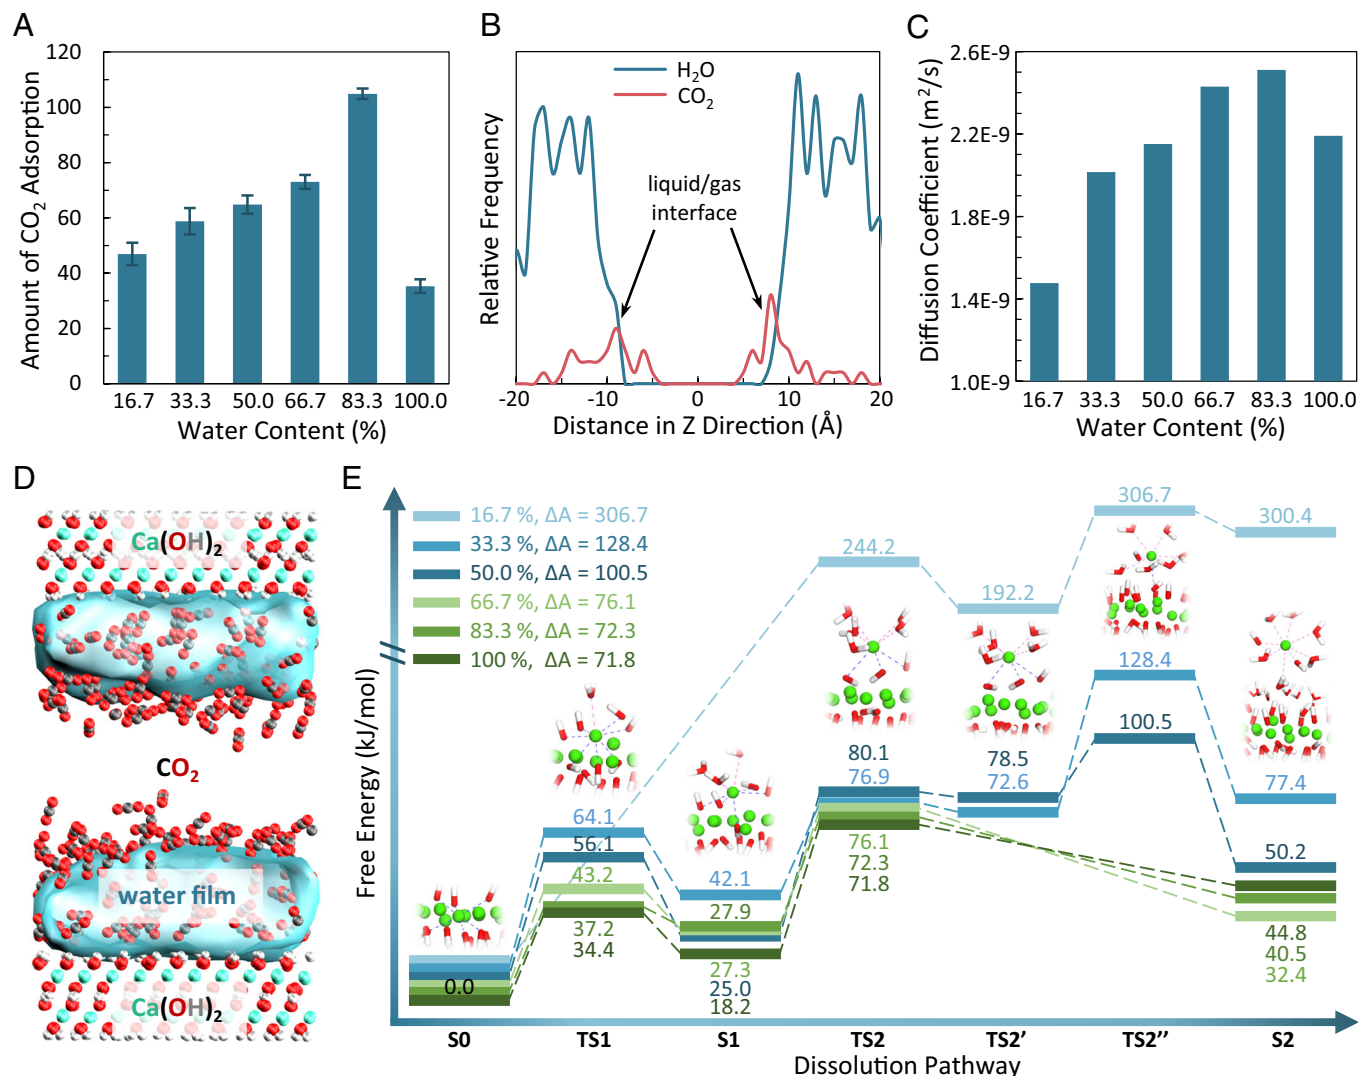 A
Amount of CO2 Adsorption
120
100
80
60
40
20
0
16.7 33.3 50.0 66.7 83.3 100.0
Water Content (%)
B
Relative Frequency
H2O
CO2
liquid/gas
interface
-20 -10 0 10 20
Distance in Z Direction (Å)
C
Diffusion Coefficient (m2/s)
2.6E-9
2.2E-9
1.8E-9
1.4E-9
1.0E-9
16.7 33.3 50.0 66.7 83.3 100.0
Water Content (%)
D
Ca(OH)2
CO2
water film
Ca(OH)2
E
Free Energy (kJ/mol)
16.7 %, ΔA = 306.7
33.3 %, ΔA = 128.4
50.0 %, ΔA = 100.5
66.7 %, ΔA = 76.1
83.3 %, ΔA = 72.3
100 %, ΔA = 71.8
0.0
64.1
56.1
43.2
37.2
34.4
42.1
27.9
27.3
25.0
18.2
244.2
80.1
76.9
76.1
72.3
71.8
192.2
78.5
72.6
306.7
128.4
100.5
300.4
77.4
50.2
44.8
40.5
32.4
S0 TS1 S1 TS2 TS2' TS2'' S2
Dissolution Pathway